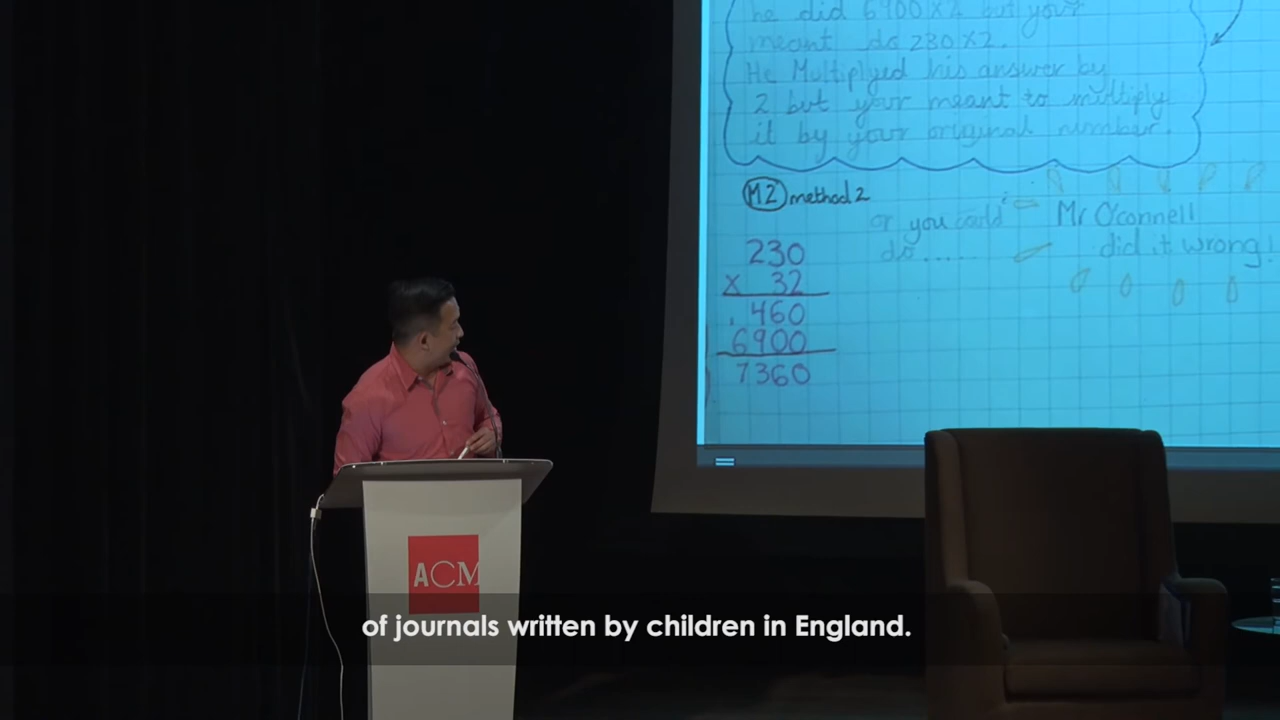 he did 6900 x 2 but your
meant do 230 x 2.
He Multiplyed his answer by
2 but your meant to multiply
it by your original number.
M2 method 2
or you could
do.....
Mr O'connell
did it wrong!
230
x 32
460
6900
7360
ACM
of journals written by children in England.